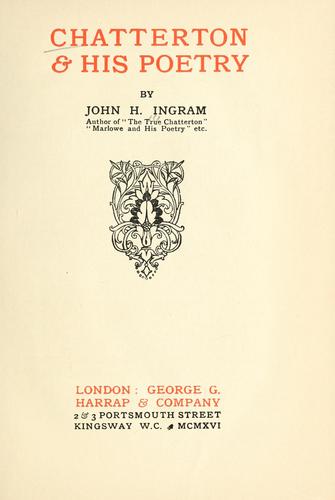 CHATTERTON
& HIS POETRY
BY
JOHN H. INGRAM
Author of "The True Chatterton"
"Marlowe and His Poetry" etc.
LONDON: GEORGE G.
HARRAP & COMPANY
2 & 3 PORTSMOUTH STREET
KINGSWAY W.C. MCMXVI